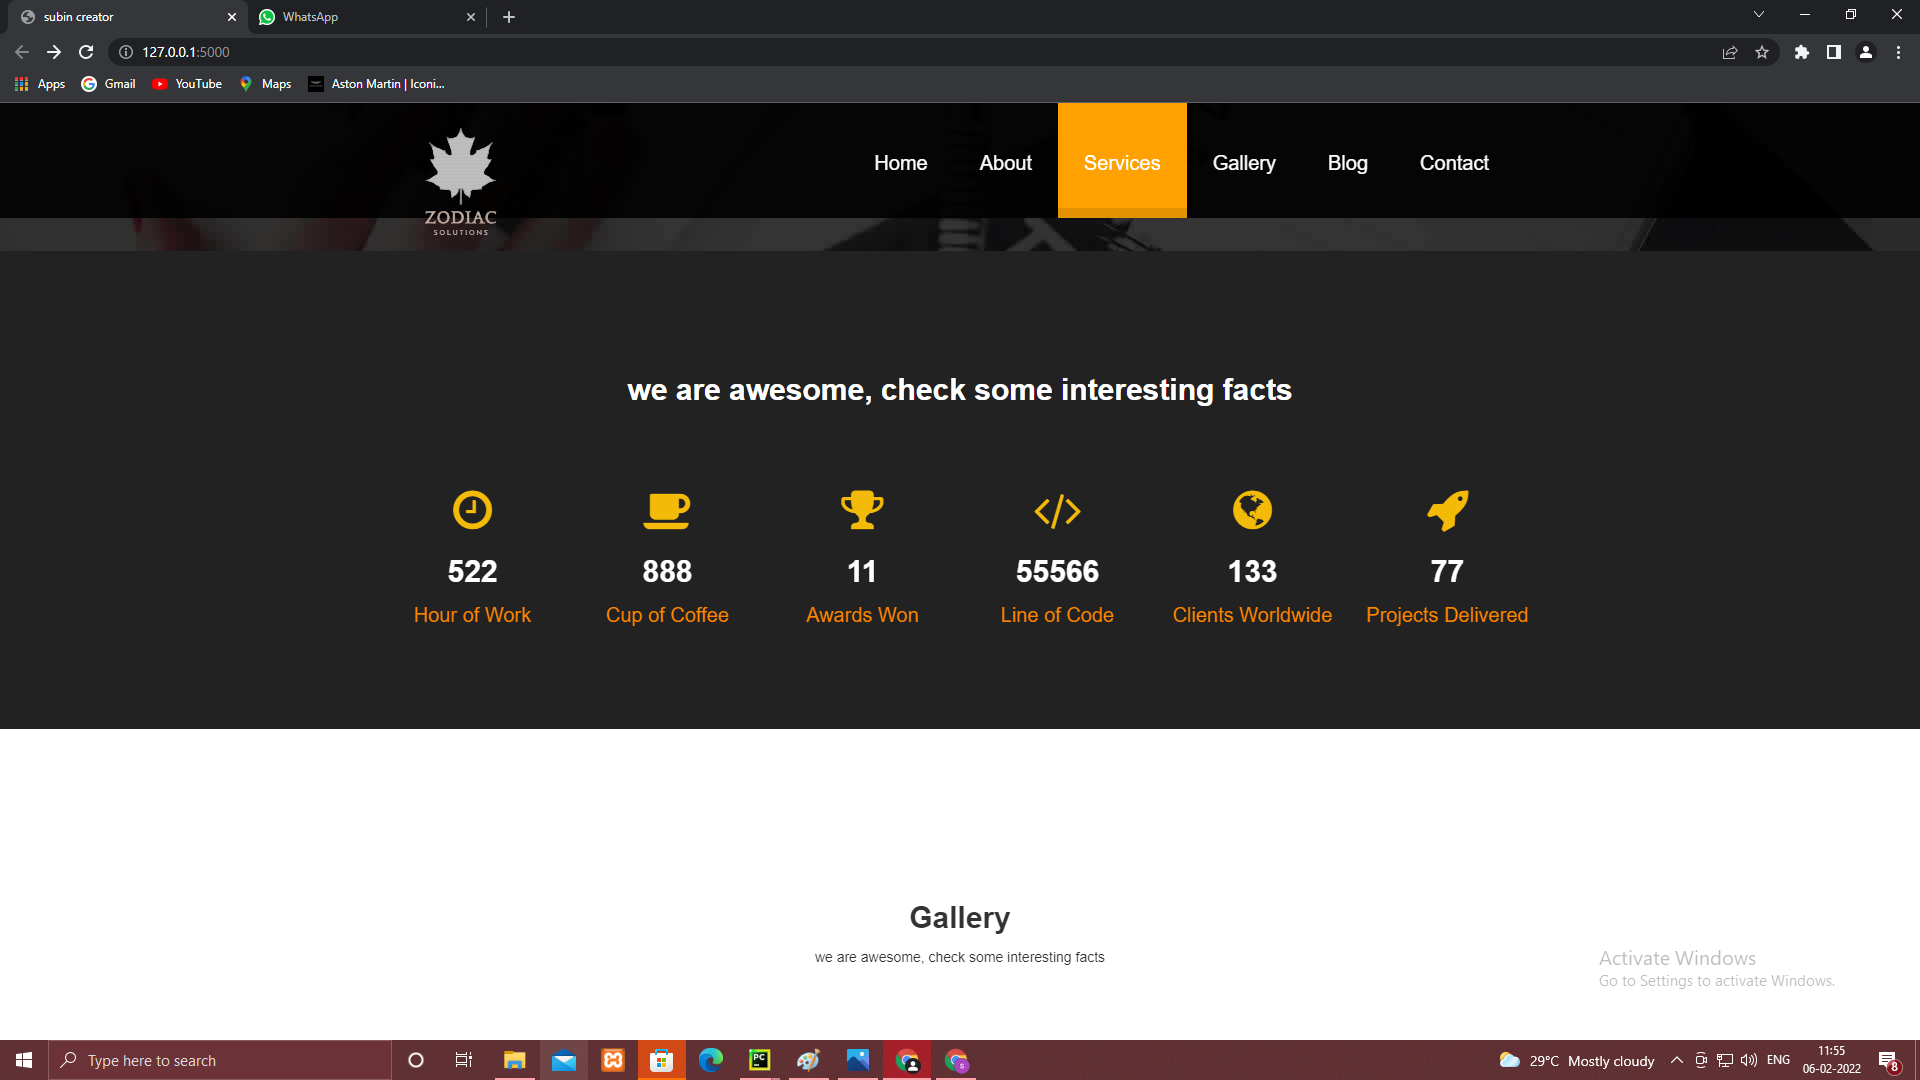 subin creator
WhatsApp
127.0.0.1:5000
Apps
Gmail
YouTube
Maps
Aston Martin | Iconi...
ZODIAC
SOLUTIONS
Home
About
Services
Gallery
Blog
Contact
we are awesome, check some interesting facts
522
888
11
55566
133
77
Hour of Work
Cup of Coffee
Awards Won
Line of Code
Clients Worldwide
Projects Delivered
Gallery
we are awesome, check some interesting facts
Activate Windows
Go to Settings to activate Windows.
Type here to search
PC
S
29°C Mostly cloudy
ENG
11:55
06-02-2022
8